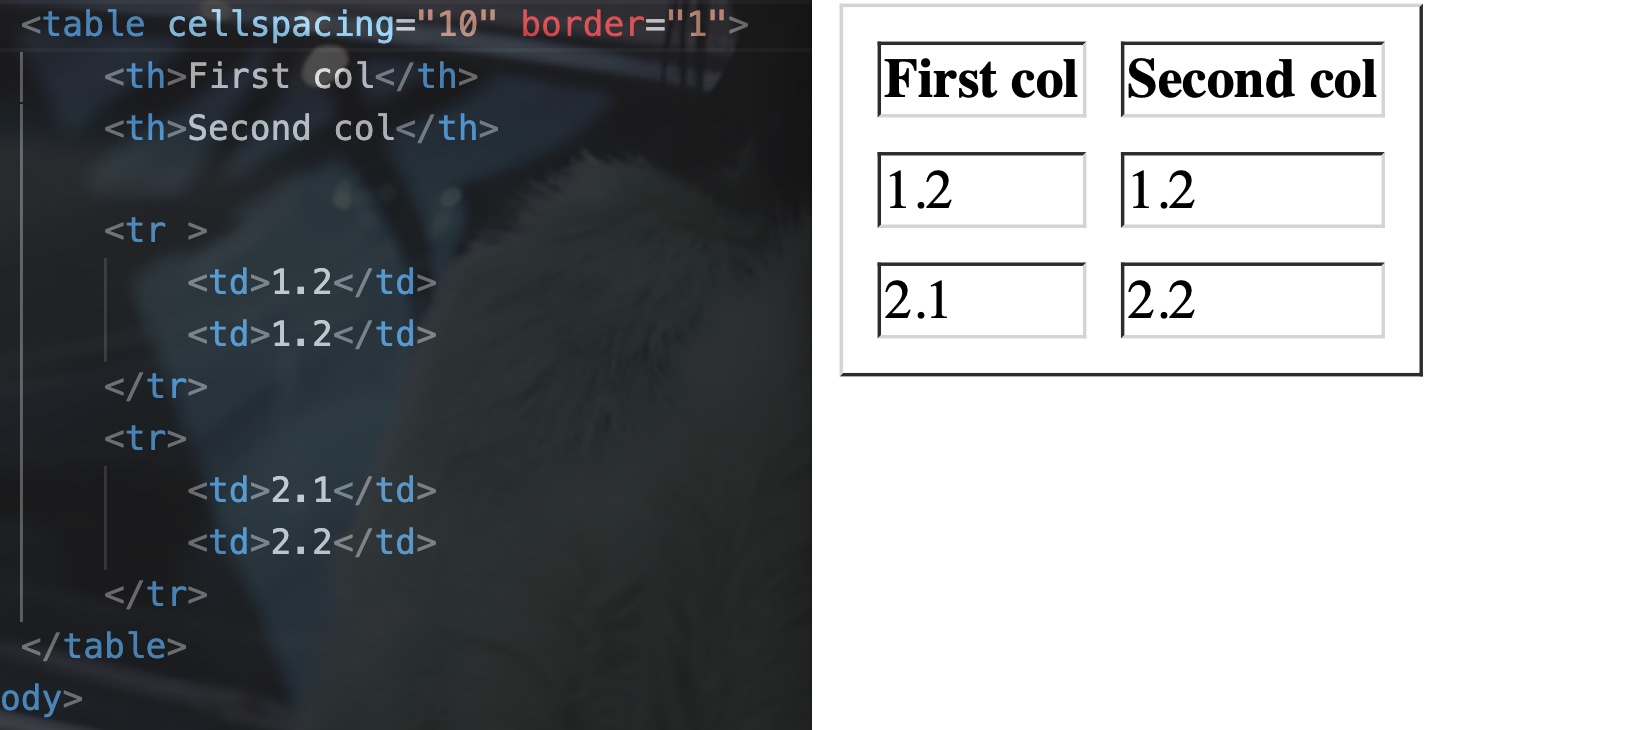 <table cellspacing="10" border="1">
<th>First col</th>
<th>Second col</th>
<tr >
<td>1.2</td>
<td>1.2</td>
</tr>
<tr>
<td>2.1</td>
<td>2.2</td>
</tr>
</table>
ody>
First col Second col
1.2 1.2
2.1 2.2